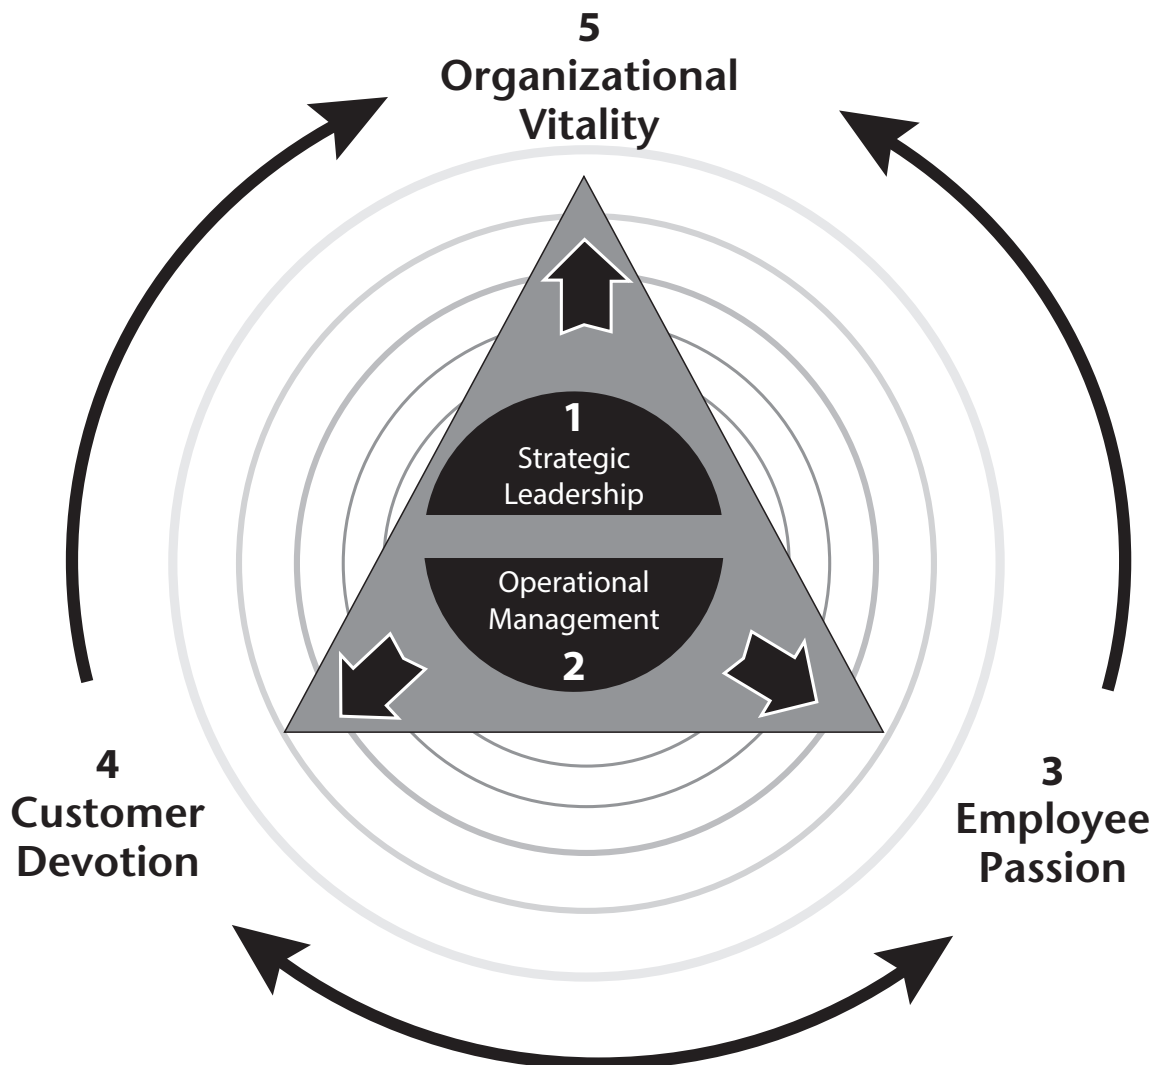 5
Organizational
Vitality
1
Strategic
Leadership
Operational
Management
2
4
Customer
Devotion
3
Employee
Passion